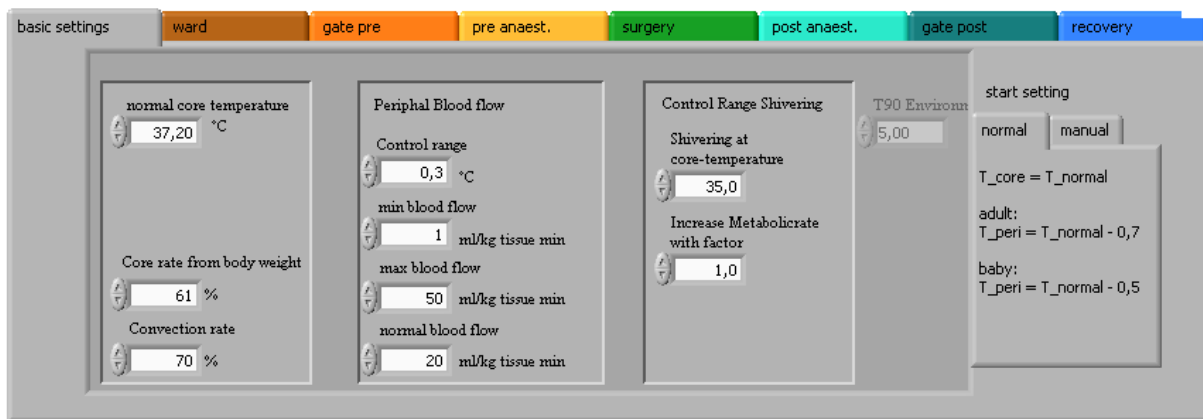 basic settings
ward
gate pre
pre anaest.
surgery
post anaest.
gate post
recovery
normal core temperature
37,20 °C
Core rate from body weight
61 %
Convection rate
70 %
Periphal Blood flow
Control range
0,3 °C
min blood flow
1 ml/kg tissue min
max blood flow
50 ml/kg tissue min
normal blood flow
20 ml/kg tissue min
Control Range Shivering
Shivering at
core-temperature
35,0
Increase Metabolicrate
with factor
1,0
T90 Environm
5,00
start setting
normal
manual
T_core = T_normal
adult:
T_peri = T_normal - 0,7
baby:
T_peri = T_normal - 0,5